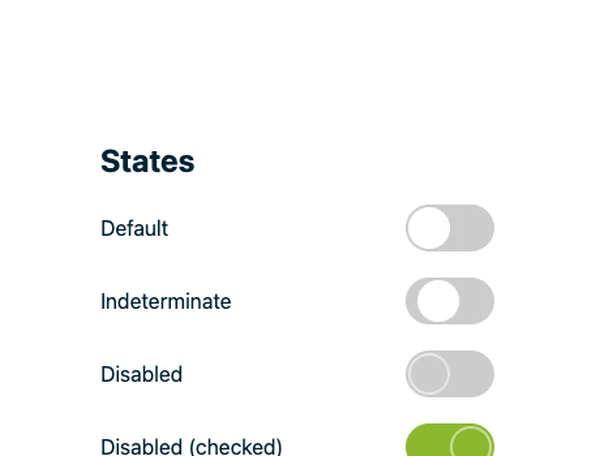 States
Default
Indeterminate
Disabled
Disabled (checked)